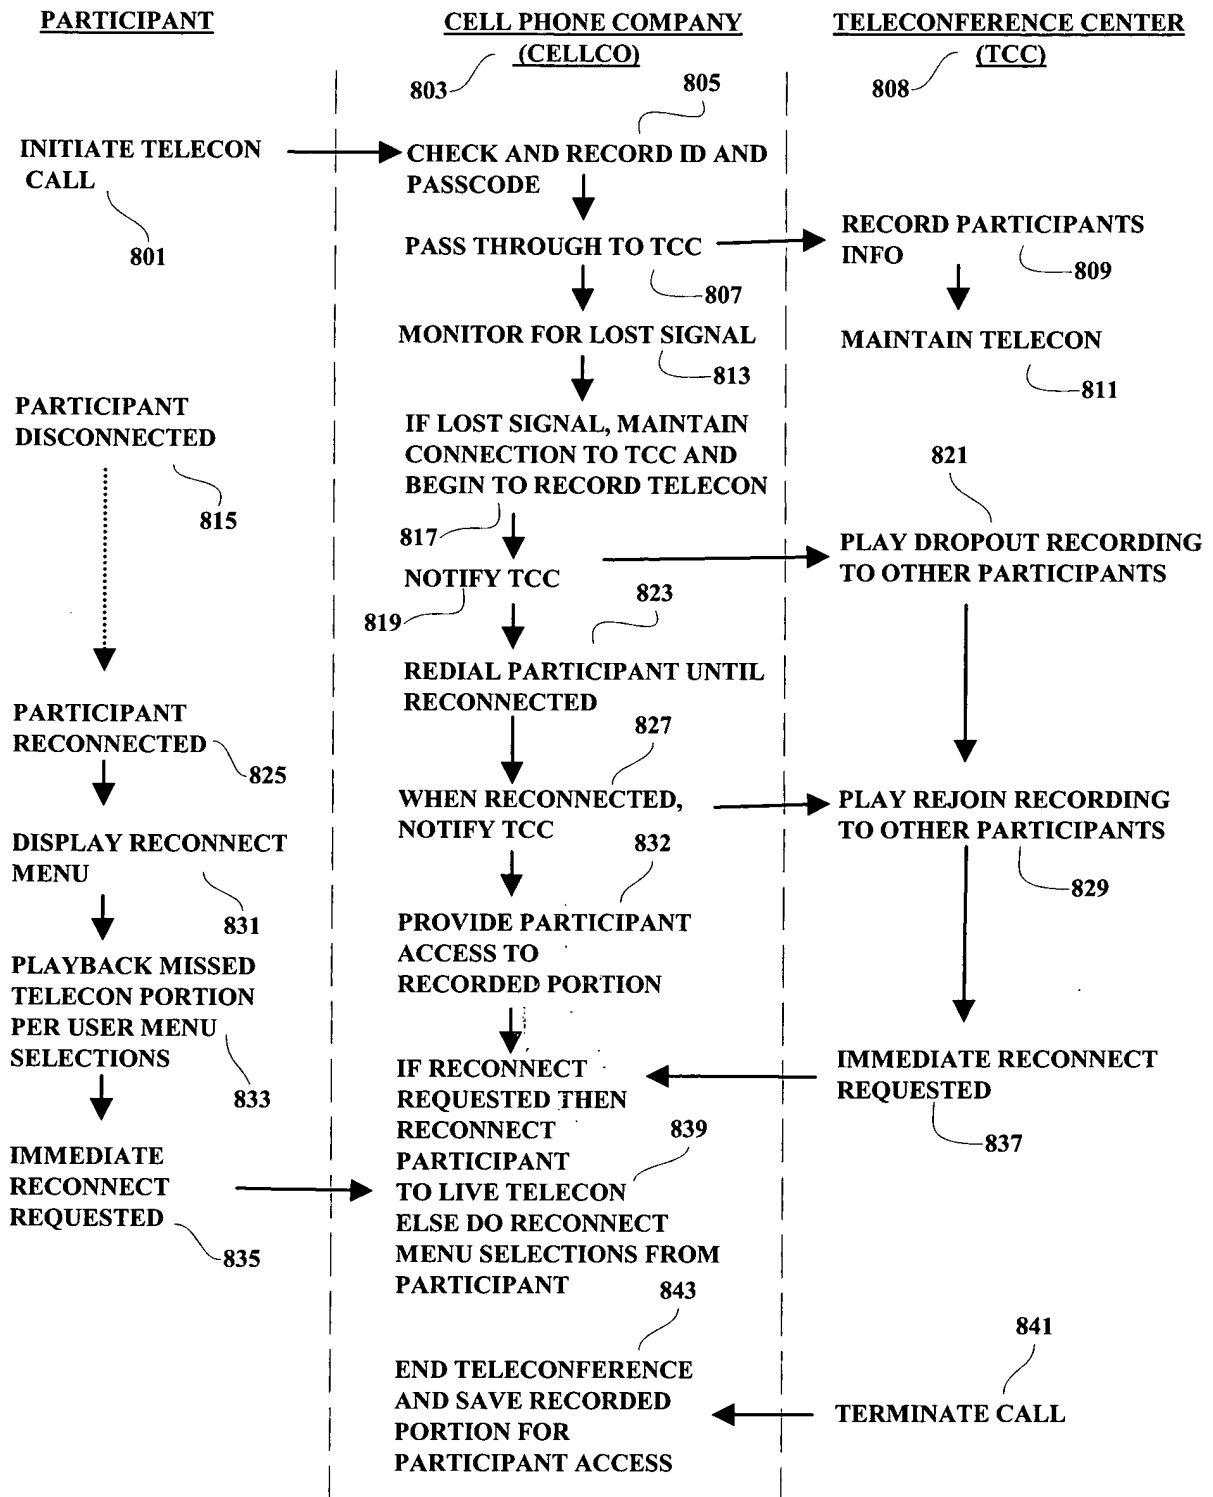 PARTICIPANT
CELL PHONE COMPANY
(CELLCO)
803
TELECONFERENCE CENTER
(TCC)
808
805
INITIATE TELECON
CALL
801
CHECK AND RECORD ID AND
PASSCODE
PASS THROUGH TO TCC
807
RECORD PARTICIPANTS
INFO
809
MONITOR FOR LOST SIGNAL
813
MAINTAIN TELECON
811
PARTICIPANT
DISCONNECTED
815
IF LOST SIGNAL, MAINTAIN
CONNECTION TO TCC AND
BEGIN TO RECORD TELECON
817
821
PLAY DROPOUT RECORDING
TO OTHER PARTICIPANTS
NOTIFY TCC
819
823
REDIAL PARTICIPANT UNTIL
RECONNECTED
PARTICIPANT
RECONNECTED
825
827
WHEN RECONNECTED,
NOTIFY TCC
PLAY REJOIN RECORDING
TO OTHER PARTICIPANTS
829
DISPLAY RECONNECT
MENU
831
832
PROVIDE PARTICIPANT
ACCESS TO
RECORDED PORTION
PLAYBACK MISSED
TELECON PORTION
PER USER MENU
SELECTIONS
833
IF RECONNECT
REQUESTED THEN
RECONNECT
PARTICIPANT
TO LIVE TELECON
ELSE DO RECONNECT
MENU SELECTIONS FROM
PARTICIPANT
839
IMMEDIATE RECONNECT
REQUESTED
837
IMMEDIATE
RECONNECT
REQUESTED
835
843
END TELECONFERENCE
AND SAVE RECORDED
PORTION FOR
PARTICIPANT ACCESS
841
TERMINATE CALL